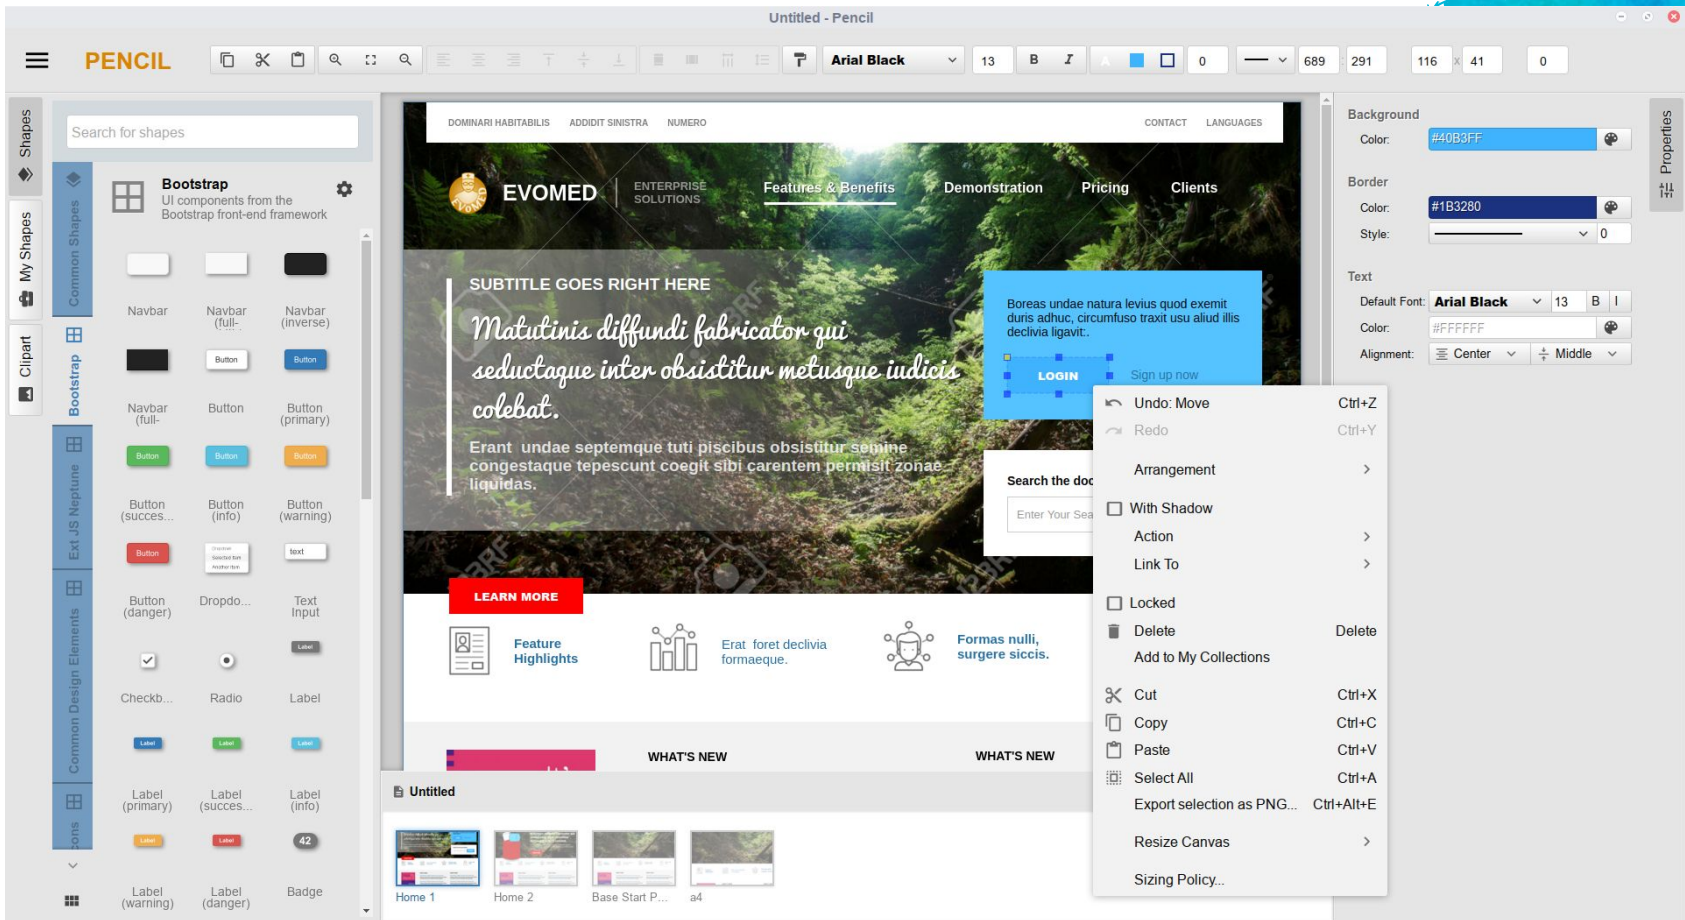 Untitled - Pencil
PENCIL
Arial Black
13
B
I
A
0
689
291
116 x 41
0
Shapes
My Shapes
Clipart
Search for shapes
Common Shapes
Bootstrap
Ext JS Neptune
Common Design Elements
Bootstrap
UI components from the
Bootstrap front-end framework
Navbar
Navbar
(full-
Navbar
(inverse)
Button
Button
Navbar
(full-
Button
Button
(primary)
Button
Button
Button
Button
(succes...
Button
(info)
Button
(warning)
Button
Selected Item
Another Item
text
Button
(danger)
Dropdo...
Text
Input
Label
Checkb...
Radio
Label
Label
Label
Label
Label
(primary)
Label
(succes...
Label
(info)
Label
Label
42
Label
(warning)
Label
(danger)
Badge
DOMINARI HABITABILIS
ADDIDIT SINISTRA
NUMERO
CONTACT
LANGUAGES
EVOMED
ENTERPRISE
SOLUTIONS
Features & Benefits
Demonstration
Pricing
Clients
SUBTITLE GOES RIGHT HERE
Matutinis diffundi fabricator qui
seductaque inter obsistitur metusque iudicis
colebat.
Erant undae septemque tuti piscibus obsistitur semine
congestaque tepescunt coegit sibi carentem permisit zonae
liquidas.
Boreas undae natura levius quod exemit
duris adhuc, circumfuso traxit usu aliud illis
declivia ligavit:.
LOGIN
Sign up now
Search the doc
Enter Your Sea
LEARN MORE
Feature
Highlights
Erat foret declivia
formaeque.
Formas nulli,
surgere siccis.
WHAT'S NEW
WHAT'S NEW
Untitled
Home 1
Home 2
Base Start P...
a4
Undo: Move Ctrl+Z
Redo Ctrl+Y
Arrangement
With Shadow
Action
Link To
Locked
Delete Delete
Add to My Collections
Cut Ctrl+X
Copy Ctrl+C
Paste Ctrl+V
Select All Ctrl+A
Export selection as PNG... Ctrl+Alt+E
Resize Canvas
Sizing Policy...
Background
Color: #40B3FF
Border
Color: #1B3280
Style: 0
Text
Default Font: Arial Black 13 B I
Color: #FFFFFF
Alignment: Center Middle
Properties